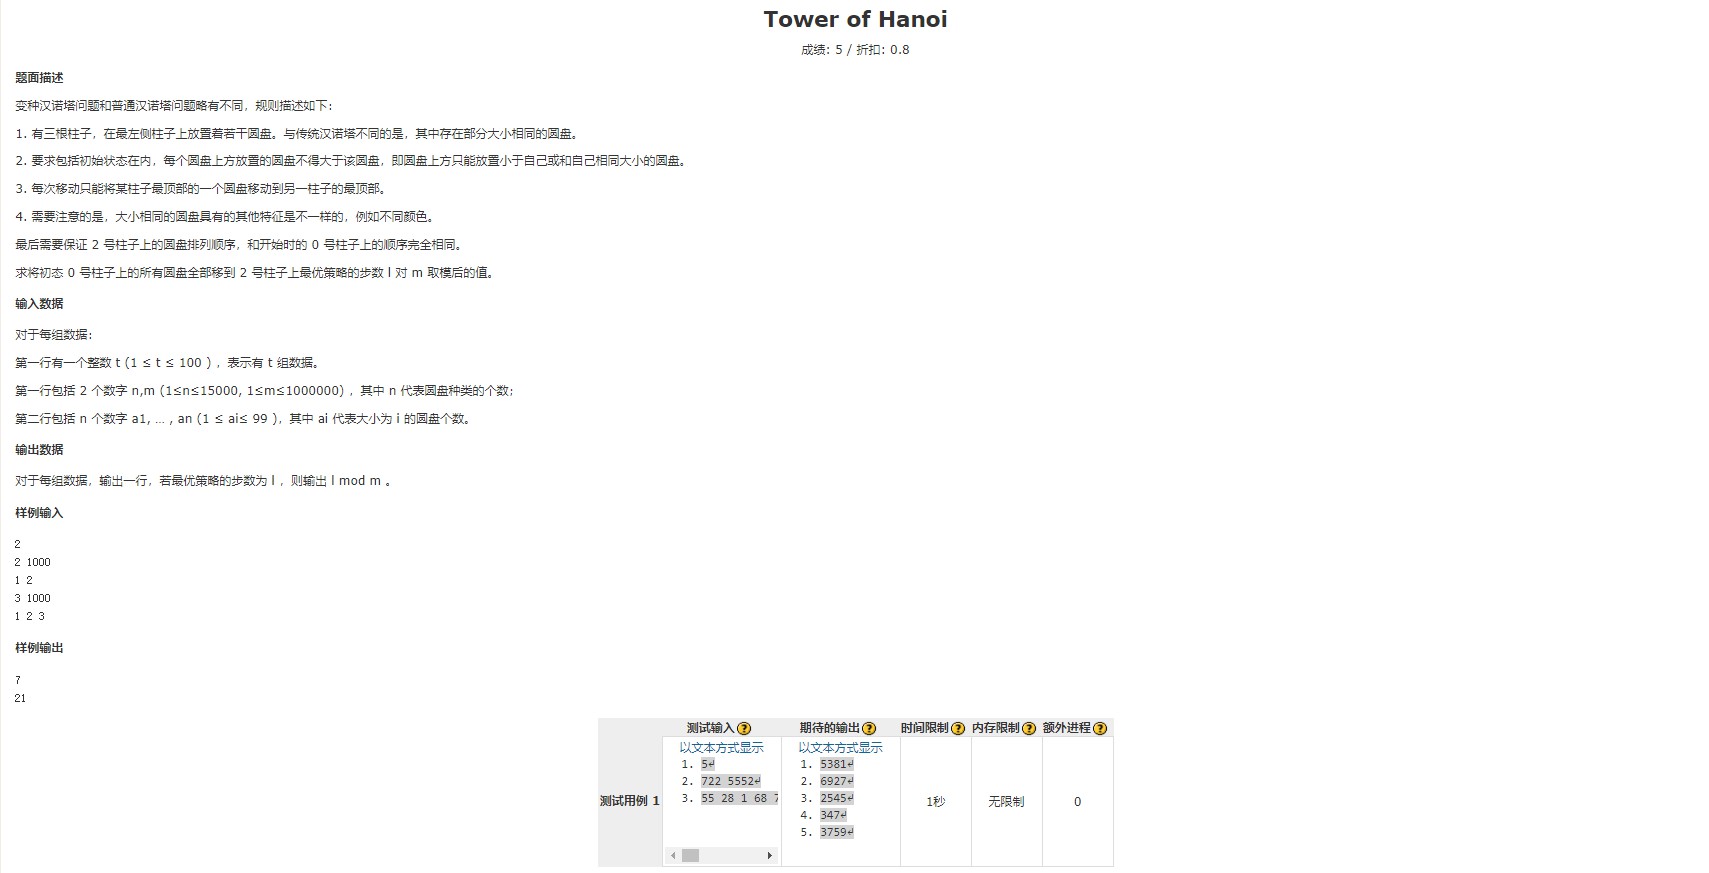 Tower of Hanoi
成绩: 5 / 折扣: 0.8
题面描述
变种汉诺塔问题和普通汉诺塔问题略有不同，规则描述如下：
1. 有三根柱子，在最左侧柱子上放置着若干圆盘。与传统汉诺塔不同的是，其中存在部分大小相同的圆盘。
2. 要求包括初始状态在内，每个圆盘上方放置的圆盘不得大于该圆盘，即圆盘上方只能放置小于自己或和自己相同大小的圆盘。
3. 每次移动只能将某柱子最顶部的一个圆盘移动到另一柱子的最顶部。
4. 需要注意的是，大小相同的圆盘具有的其他特征是不一样的，例如不同颜色。
最后需要保证 2 号柱子上的圆盘排列顺序，和开始时的 0 号柱子上的顺序完全相同。
求将初态 0 号柱子上的所有圆盘全部移到 2 号柱子上最优策略的步数 l 对 m 取模后的值。
输入数据
对于每组数据：
第一行有一个整数 t (1 ≤ t ≤ 100 ) ，表示有 t 组数据。
第一行包括 2 个数字 n,m (1≤n≤15000, 1≤m≤1000000) ，其中 n 代表圆盘种类的个数；
第二行包括 n 个数字 a1, ... , an (1 ≤ ai≤ 99 )，其中 ai 代表大小为 i 的圆盘个数。
输出数据
对于每组数据，输出一行，若最优策略的步数为 l ，则输出 l mod m 。
样例输入
2
2 1000
1 2
3 1000
1 2 3
样例输出
7
21
测试输入 ? 期待的输出 ? 时间限制 ? 内存限制 ? 额外进程 ?
测试用例 1 以文本方式显示 以文本方式显示 1秒 无限制 0
1. 5↵ 1. 5381↵
2. 722 5552↵ 2. 6927↵
3. 55 28 1 68 7 3. 2545↵
4. 347↵
5. 3759↵